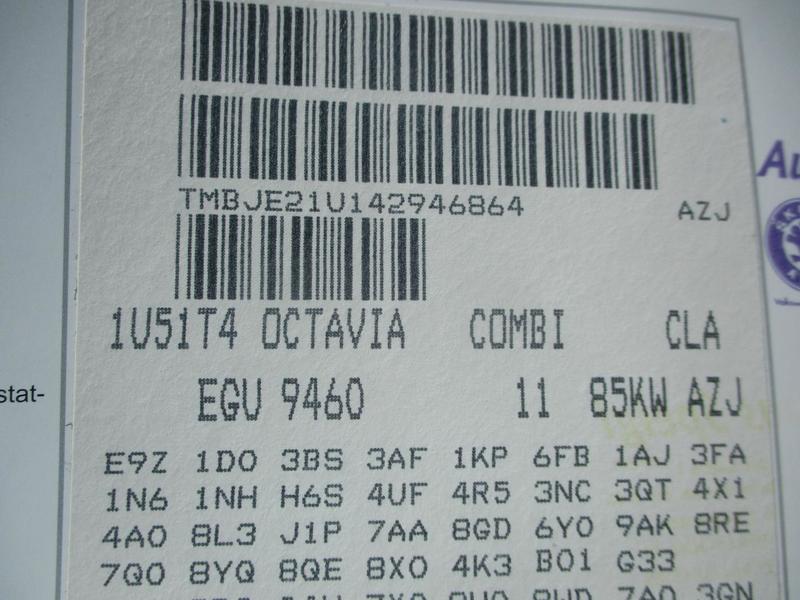 TMBJE21U142946864 AZJ
1U51T4 OCTAVIA COMBI CLA
EGU 9460 11 85KW AZJ
E9Z 1D0 3BS 3AF 1KP 6FB 1AJ 3FA
1N6 1NH H6S 4UF 4R5 3NC 3QT 4X1
4A0 8L3 J1P 7AA 8GD 6Y0 9AK 8RE
7Q0 8YQ 8QE 8X0 4K3 B01 G33
7A0 3GN
stat-